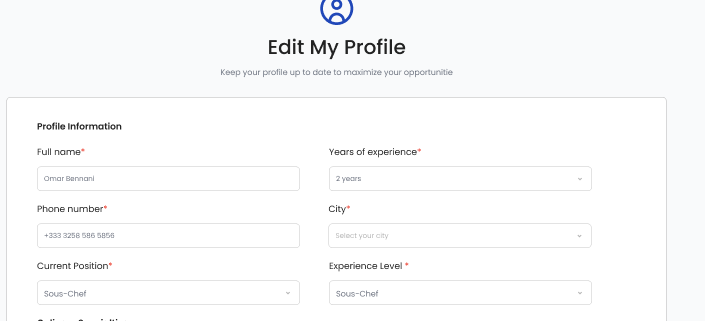 Edit My Profile
Keep your profile up to date to maximize your opportunitie
Profile Information
Full name*
Years of experience*
Omar Bennani
2 years
Phone number*
City*
+333 3258 586 5856
Select your city
Current Position*
Experience Level *
Sous-Chef
Sous-Chef